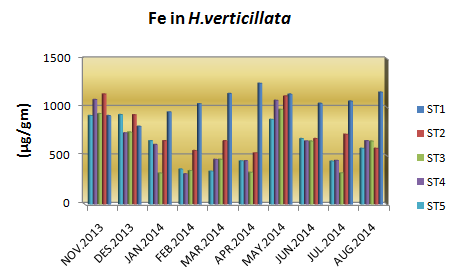 Fe in H.verticillata
(µg/gm)
1500
1000
500
0
NOV.2013
DES.2013
JAN.2014
FEB.2014
MAR.2014
APR.2014
MAY.2014
JUN.2014
JUL.2014
AUG.2014
ST1
ST2
ST3
ST4
ST5